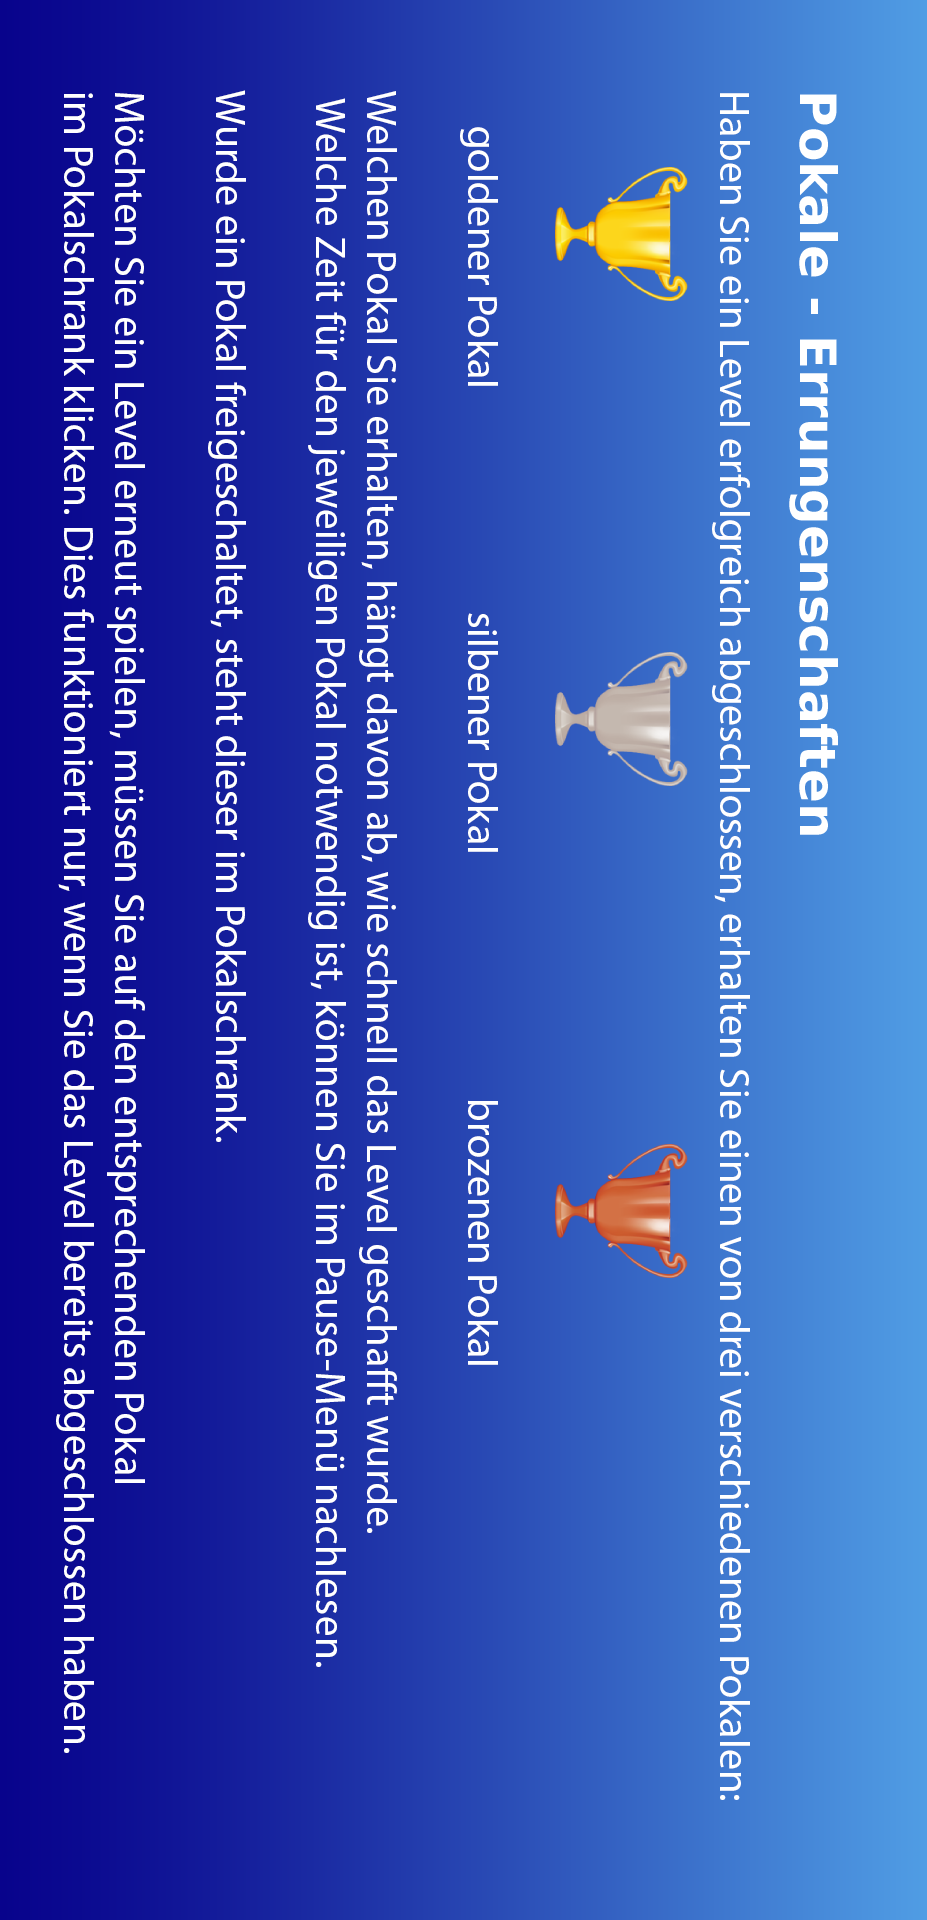 Pokale - Errungenschaften
Haben Sie ein Level erfolgreich abgeschlossen, erhalten Sie einen von drei verschiedenen Pokalen:
goldener Pokal
silbener Pokal
brozenen Pokal
Welchen Pokal Sie erhalten, hängt davon ab, wie schnell das Level geschafft wurde.
Welche Zeit für den jeweiligen Pokal notwendig ist, können Sie im Pause-Menü nachlesen.
Wurde ein Pokal freigeschaltet, steht dieser im Pokalschrank.
Möchten Sie ein Level erneut spielen, müssen Sie auf den entsprechenden Pokal
im Pokalschrank klicken. Dies funktioniert nur, wenn Sie das Level bereits abgeschlossen haben.